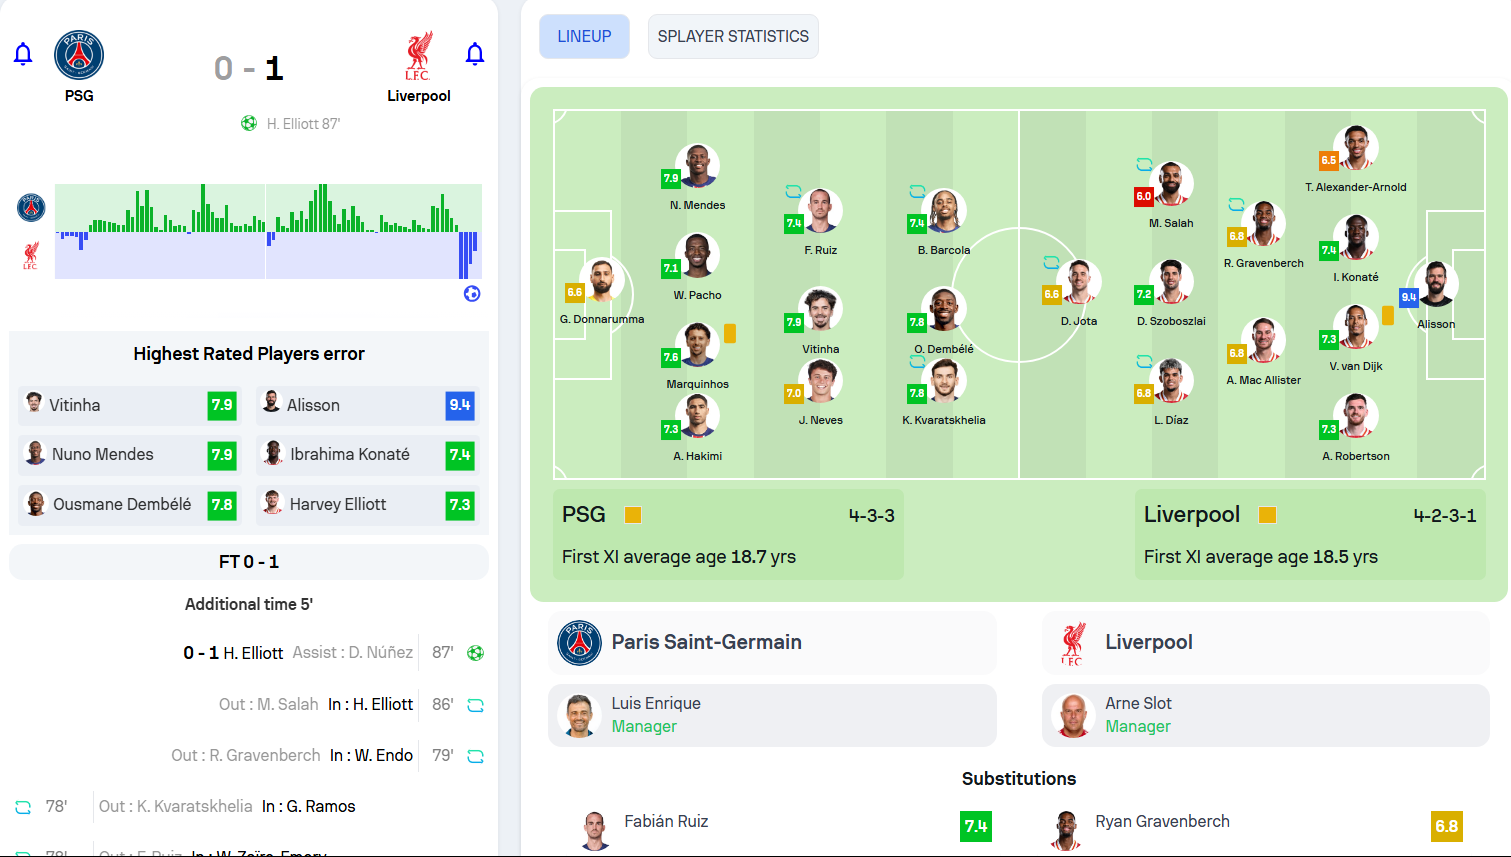 PSG
0 - 1
Liverpool
H. Elliott 87'
Highest Rated Players error
Vitinha 7.9
Alisson 9.4
Nuno Mendes 7.9
Ibrahima Konaté 7.4
Ousmane Dembélé 7.8
Harvey Elliott 7.3
FT 0 - 1
Additional time 5'
0 - 1 H. Elliott Assist : D. Núñez 87'
Out : M. Salah In : H. Elliott 86'
Out : R. Gravenberch In : W. Endo 79'
78' Out : K. Kvaratskhelia In : G. Ramos
78' Out : F. Ruiz In : W. Zaïre-Emery
LINEUP
SPLAYER STATISTICS
6.6
G. Donnarumma
7.9
N. Mendes
7.1
W. Pacho
7.6
Marquinhos
7.3
A. Hakimi
7.4
F. Ruiz
7.9
Vitinha
7.0
J. Neves
7.4
B. Barcola
7.8
O. Dembélé
7.8
K. Kvaratskhelia
6.6
D. Jota
6.0
M. Salah
7.2
D. Szoboszlai
6.8
L. Díaz
6.8
R. Gravenberch
6.8
A. Mac Allister
6.5
T. Alexander-Arnold
7.4
I. Konaté
7.3
V. van Dijk
7.3
A. Robertson
9.4
Alisson
PSG 4-3-3
First XI average age 18.7 yrs
Liverpool 4-2-3-1
First XI average age 18.5 yrs
Paris Saint-Germain
Liverpool
Luis Enrique
Manager
Arne Slot
Manager
Substitutions
Fabián Ruiz 7.4
Ryan Gravenberch 6.8